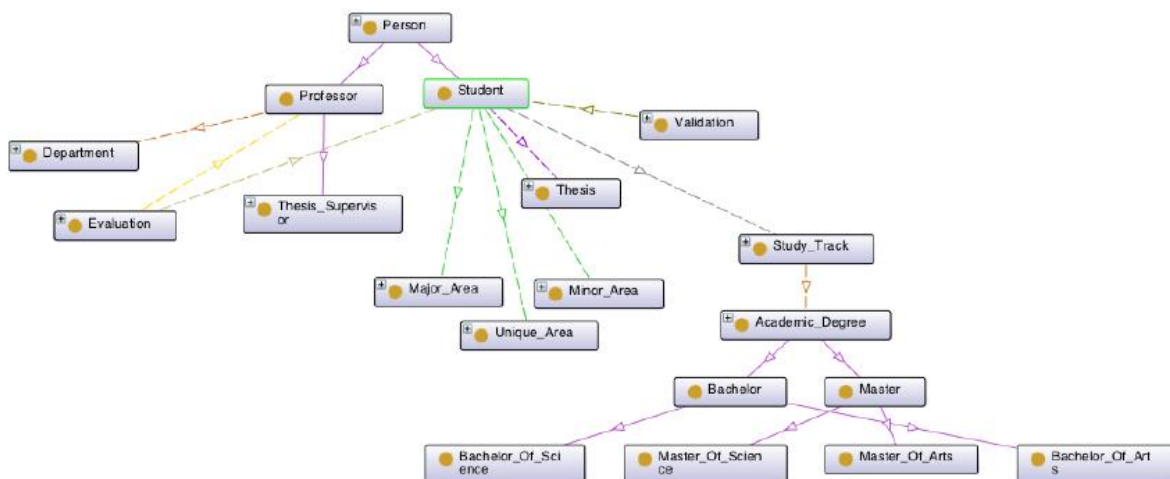 Person
Professor
Student
Validation
Department
Thesis
Thesis_Supervis
or
Evaluation
Study_Track
Major_Area
Minor_Area
Unique_Area
Academic_Degree
Bachelor
Master
Bachelor_Of_Sci
ence
Master_Of_Scien
ce
Master_Of_Arts
Bachelor_Of_Art
s